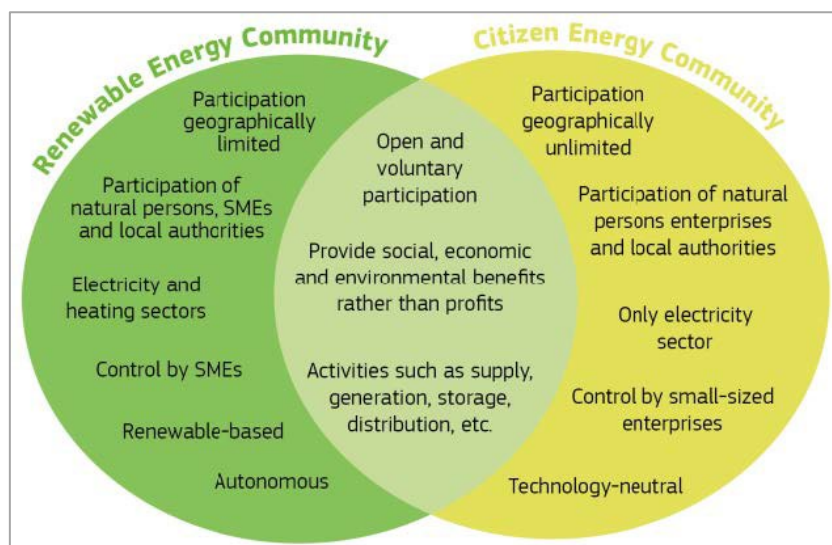 Renewable Energy Community
Participation
geographically
limited
Participation of
natural persons, SMEs
and local authorities
Electricity and
heating sectors
Control by SMEs
Renewable-based
Autonomous
Open and
voluntary
participation
Provide social, economic
and environmental benefits
rather than profits
Activities such as supply,
generation, storage,
distribution, etc.
Citizen Energy Community
Participation
geographically
unlimited
Participation of natural
persons enterprises
and local authorities
Only electricity
sector
Control by small-sized
enterprises
Technology-neutral